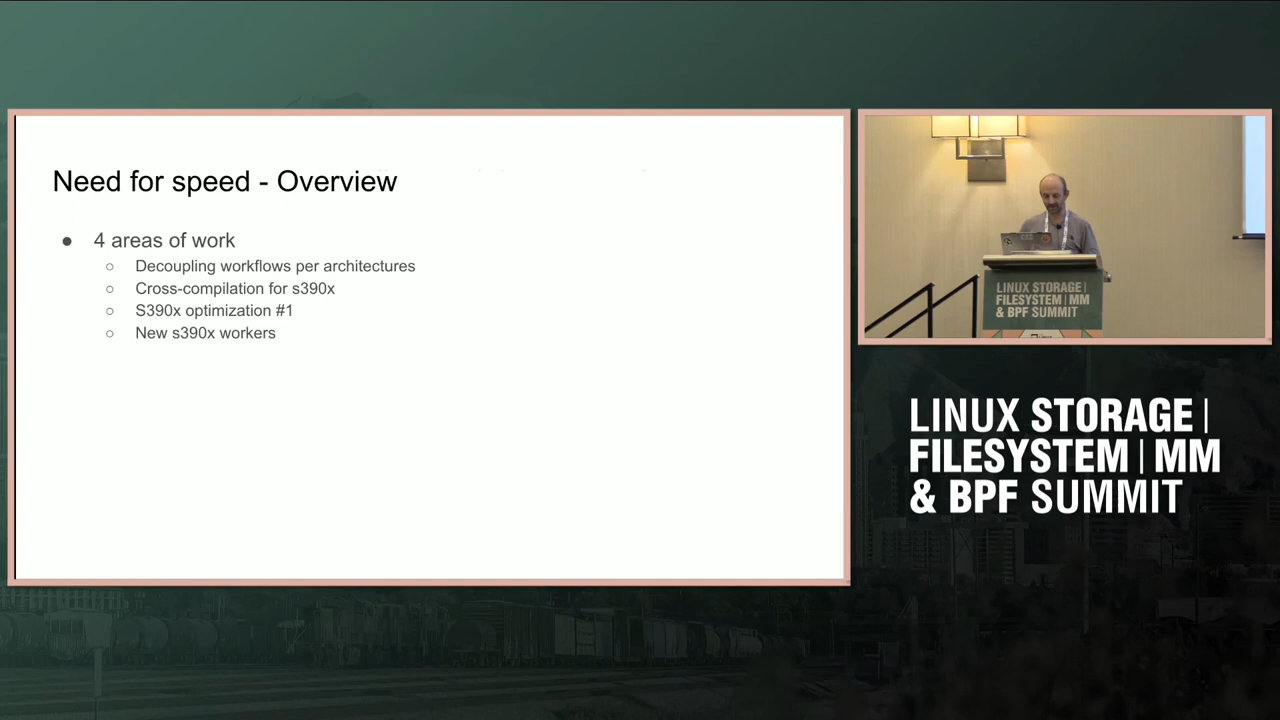 Need for speed - Overview
● 4 areas of work
○ Decoupling workflows per architectures
○ Cross-compilation for s390x
○ S390x optimization #1
○ New s390x workers
LINUX STORAGE |
FILESYSTEM | MM
& BPF SUMMIT
LINUX STORAGE |
FILESYSTEM | MM
& BPF SUMMIT